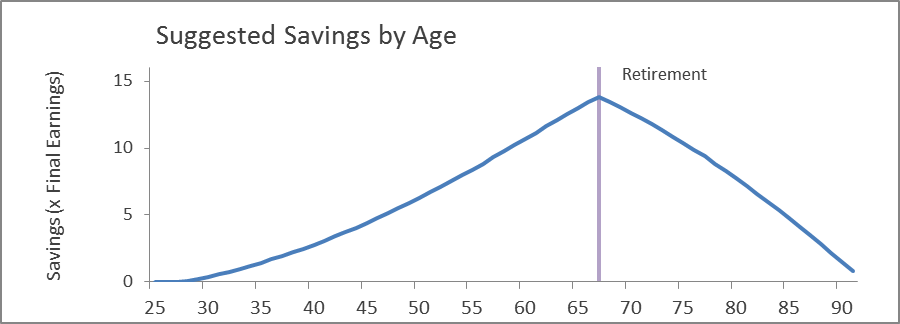 Suggested Savings by Age
Retirement
Savings (x Final Earnings)
15
10
5
0
25 30 35 40 45 50 55 60 65 70 75 80 85 90